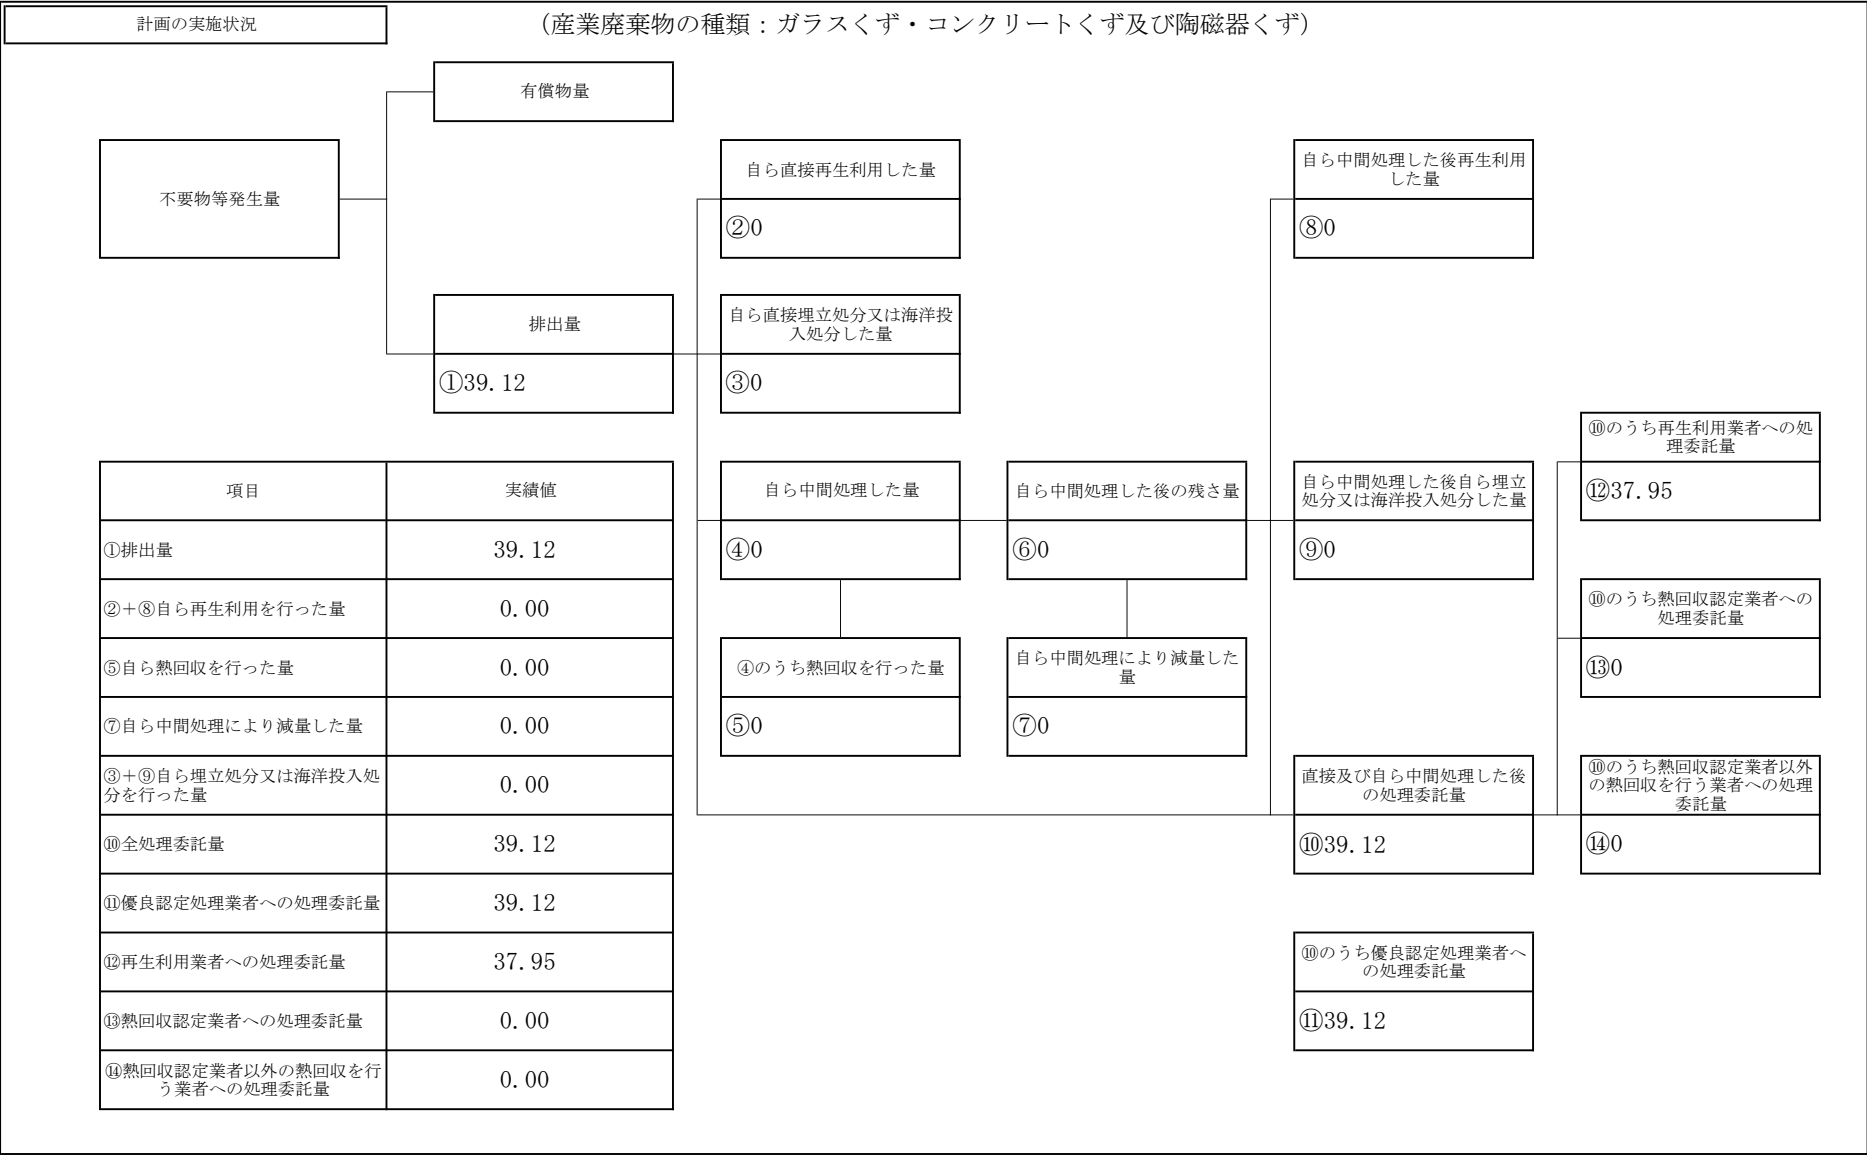 計画の実施状況
（産業廃棄物の種類：ガラスくず・コンクリートくず及び陶磁器くず）
有償物量
不要物等発生量
自ら直接再生利用した量
②0
自ら中間処理した後再生利用
した量
⑧0
排出量
①39.12
自ら直接埋立処分又は海洋投
入処分した量
③0
⑩のうち再生利用業者への処
理委託量
⑫37.95
自ら中間処理した量
④0
自ら中間処理した後の残さ量
⑥0
自ら中間処理した後自ら埋立
処分又は海洋投入処分した量
⑨0
⑩のうち熱回収認定業者への
処理委託量
⑬0
④のうち熱回収を行った量
⑤0
自ら中間処理により減量した
量
⑦0
直接及び自ら中間処理した後
の処理委託量
⑩39.12
⑩のうち熱回収認定業者以外
の熱回収を行う業者への処理
委託量
⑭0
⑩のうち優良認定処理業者へ
の処理委託量
⑪39.12
項目 実績値
①排出量 39.12
②＋⑧自ら再生利用を行った量 0.00
⑤自ら熱回収を行った量 0.00
⑦自ら中間処理により減量した量 0.00
③＋⑨自ら埋立処分又は海洋投入処
分を行った量 0.00
⑩全処理委託量 39.12
⑪優良認定処理業者への処理委託量 39.12
⑫再生利用業者への処理委託量 37.95
⑬熱回収認定業者への処理委託量 0.00
⑭熱回収認定業者以外の熱回収を行
う業者への処理委託量 0.00